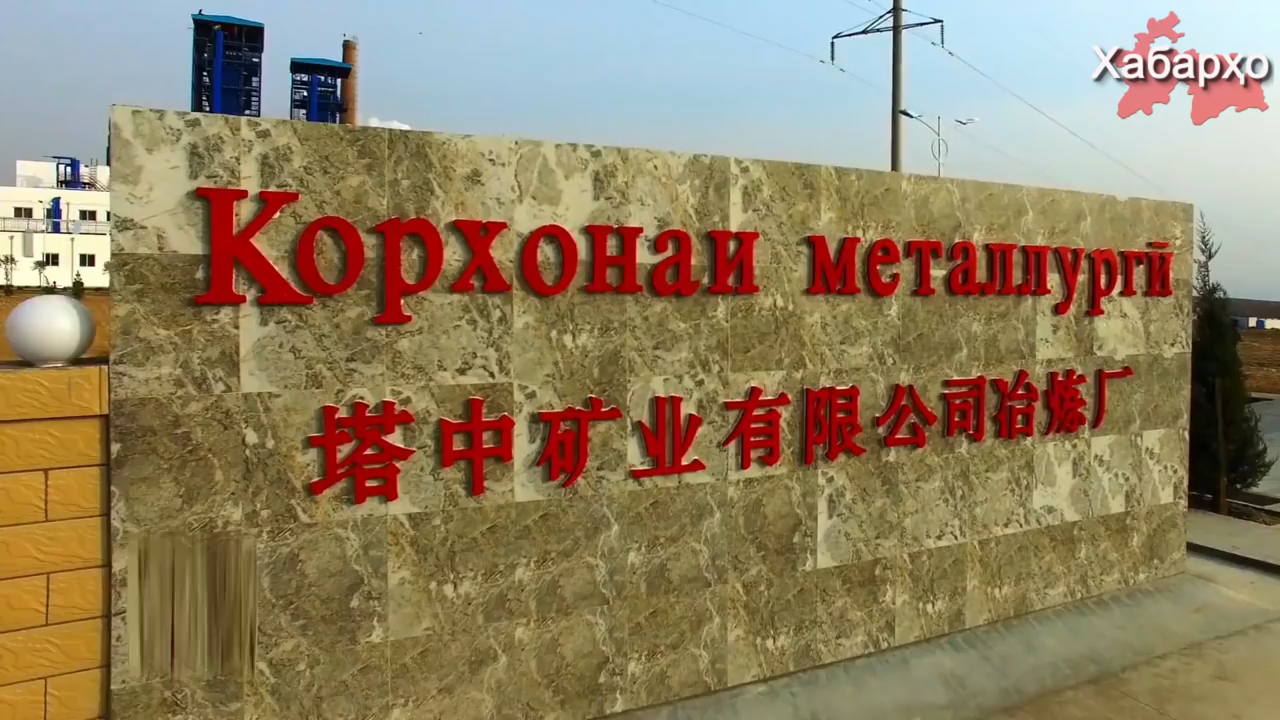 Хабарҳо
Корхонаи металлургӣ
塔中矿业有限公司冶炼厂